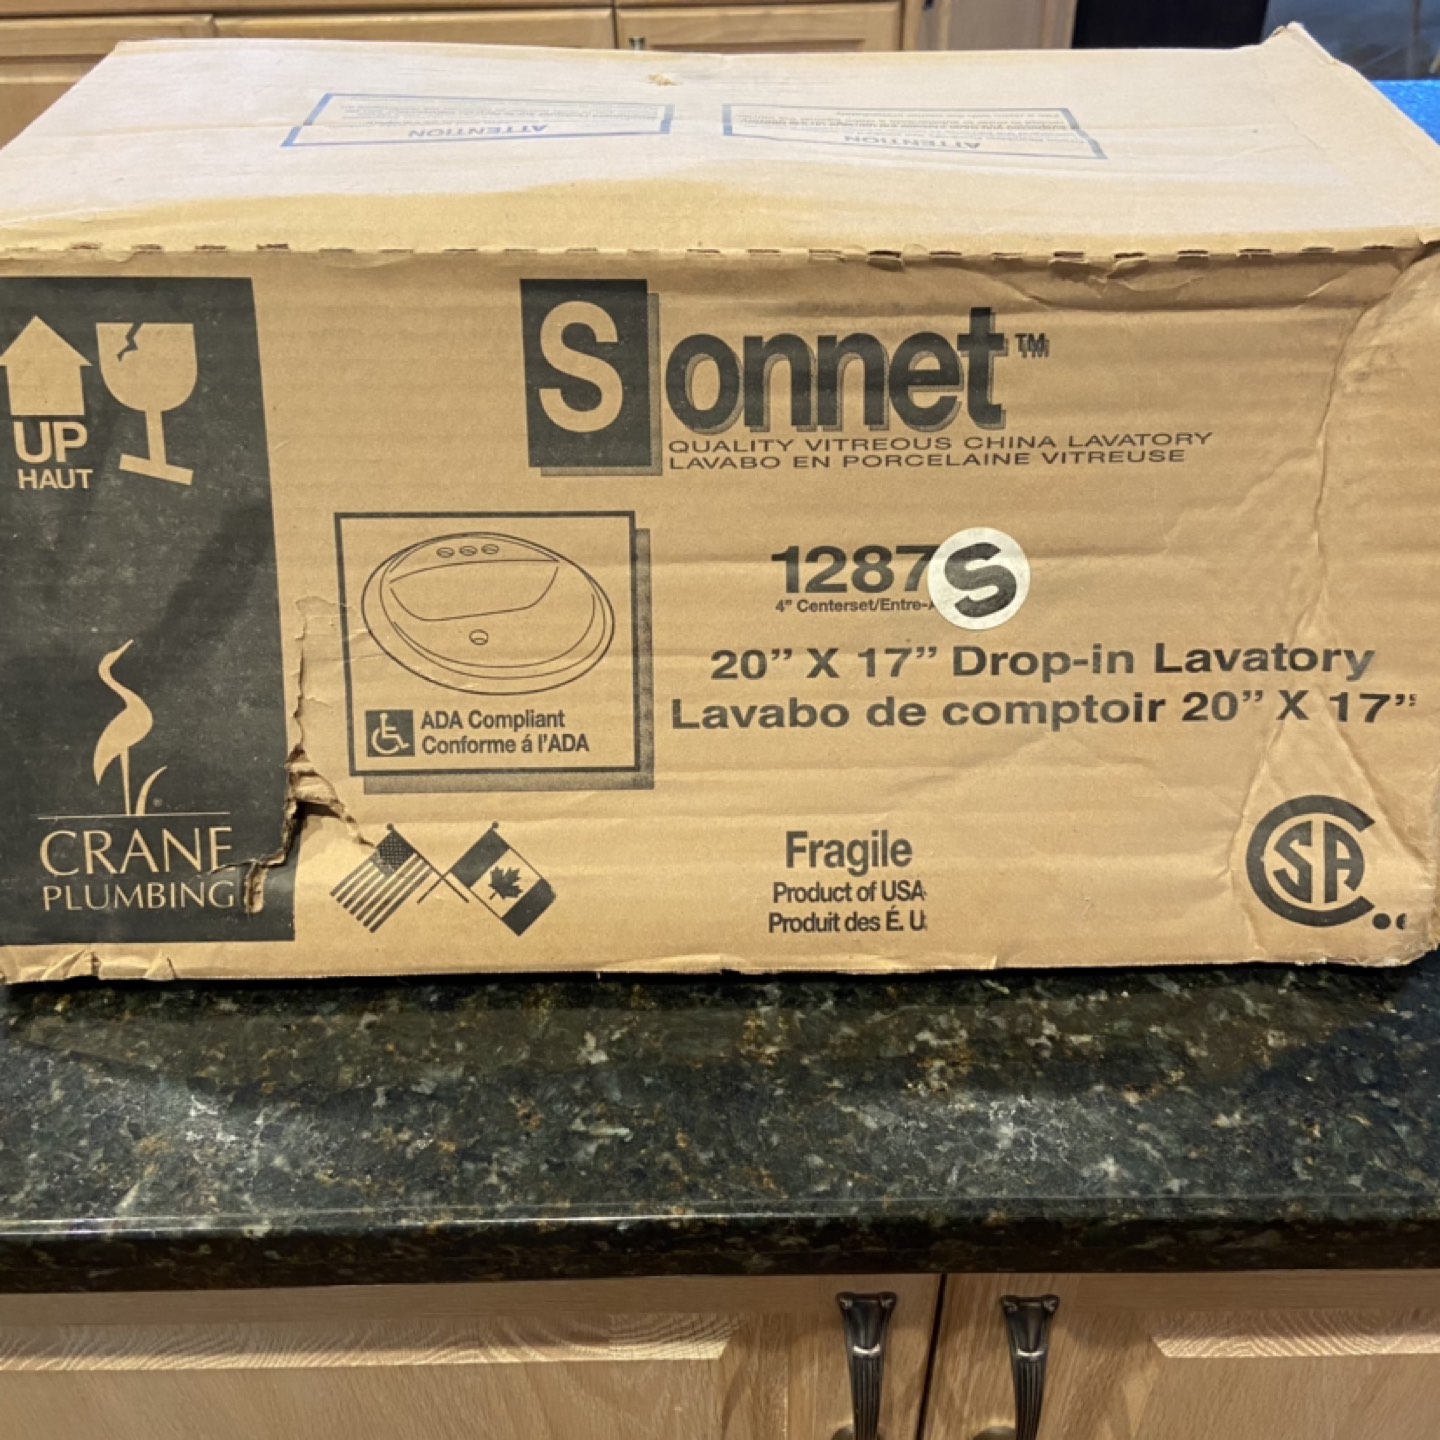 ATTENTION
ATTENTION
UP
HAUT
Sonnet™
QUALITY VITREOUS CHINA LAVATORY
LAVABO EN PORCELAINE VITREUSE
1287 S
4" Centerset/Entre-
20" X 17" Drop-in Lavatory
Lavabo de comptoir 20" X 17"
ADA Compliant
Conforme á l'ADA
CRANE
PLUMBING
Fragile
Product of USA
Produit des É. U.
CSA